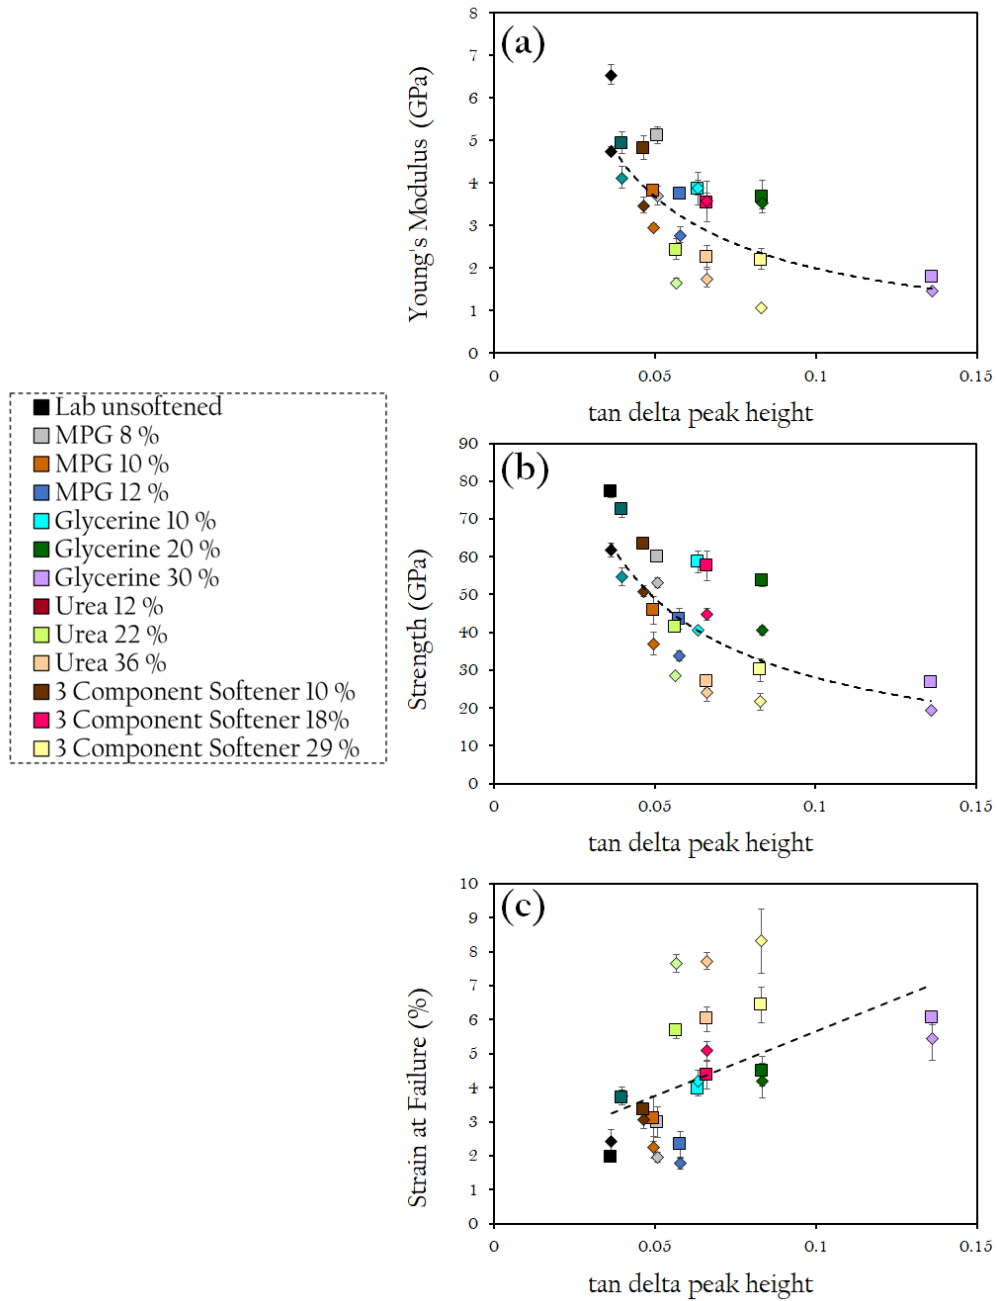 (a)
Young's Modulus (GPa)
8
7
6
5
4
3
2
1
0
0 0.05 0.1 0.15
tan delta peak height
Lab unsoftened
MPG 8 %
MPG 10 %
MPG 12 %
Glycerine 10 %
Glycerine 20 %
Glycerine 30 %
Urea 12 %
Urea 22 %
Urea 36 %
3 Component Softener 10 %
3 Component Softener 18%
3 Component Softener 29 %
(b)
Strength (GPa)
90
80
70
60
50
40
30
20
10
0
0 0.05 0.1 0.15
tan delta peak height
(c)
Strain at Failure (%)
10
9
8
7
6
5
4
3
2
1
0
0 0.05 0.1 0.15
tan delta peak height